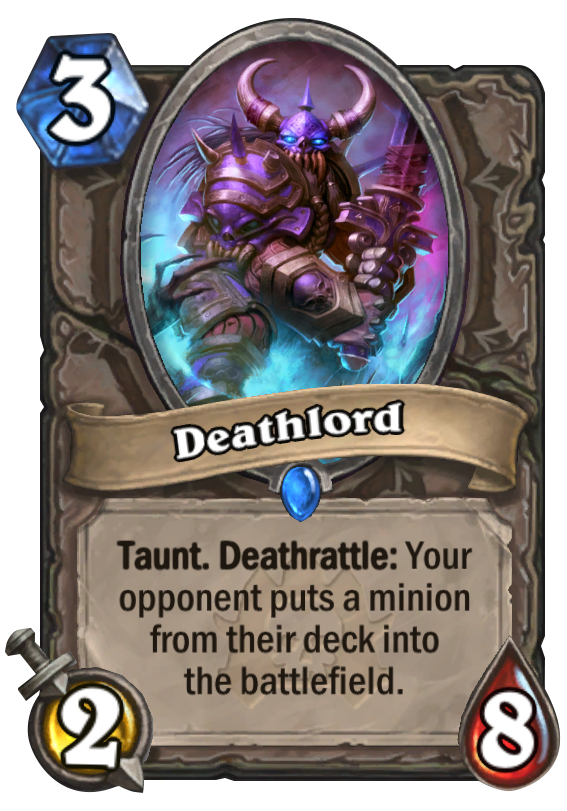 3
Deathlord
Taunt. Deathrattle: Your
opponent puts a minion
from their deck into
the battlefield.
2
8